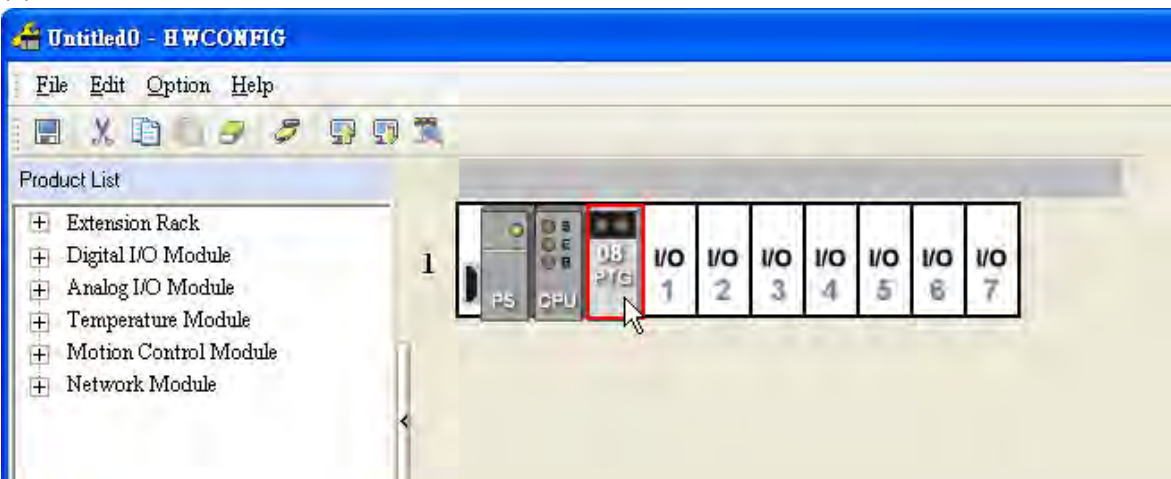 Untitled0 - HWCONFIG
File Edit Option Help
Product List
Extension Rack
Digital I/O Module
Analog I/O Module
Temperature Module
Motion Control Module
Network Module
1
PS CPU 08 PTG I/O 1 I/O 2 I/O 3 I/O 4 I/O 5 I/O 6 I/O 7